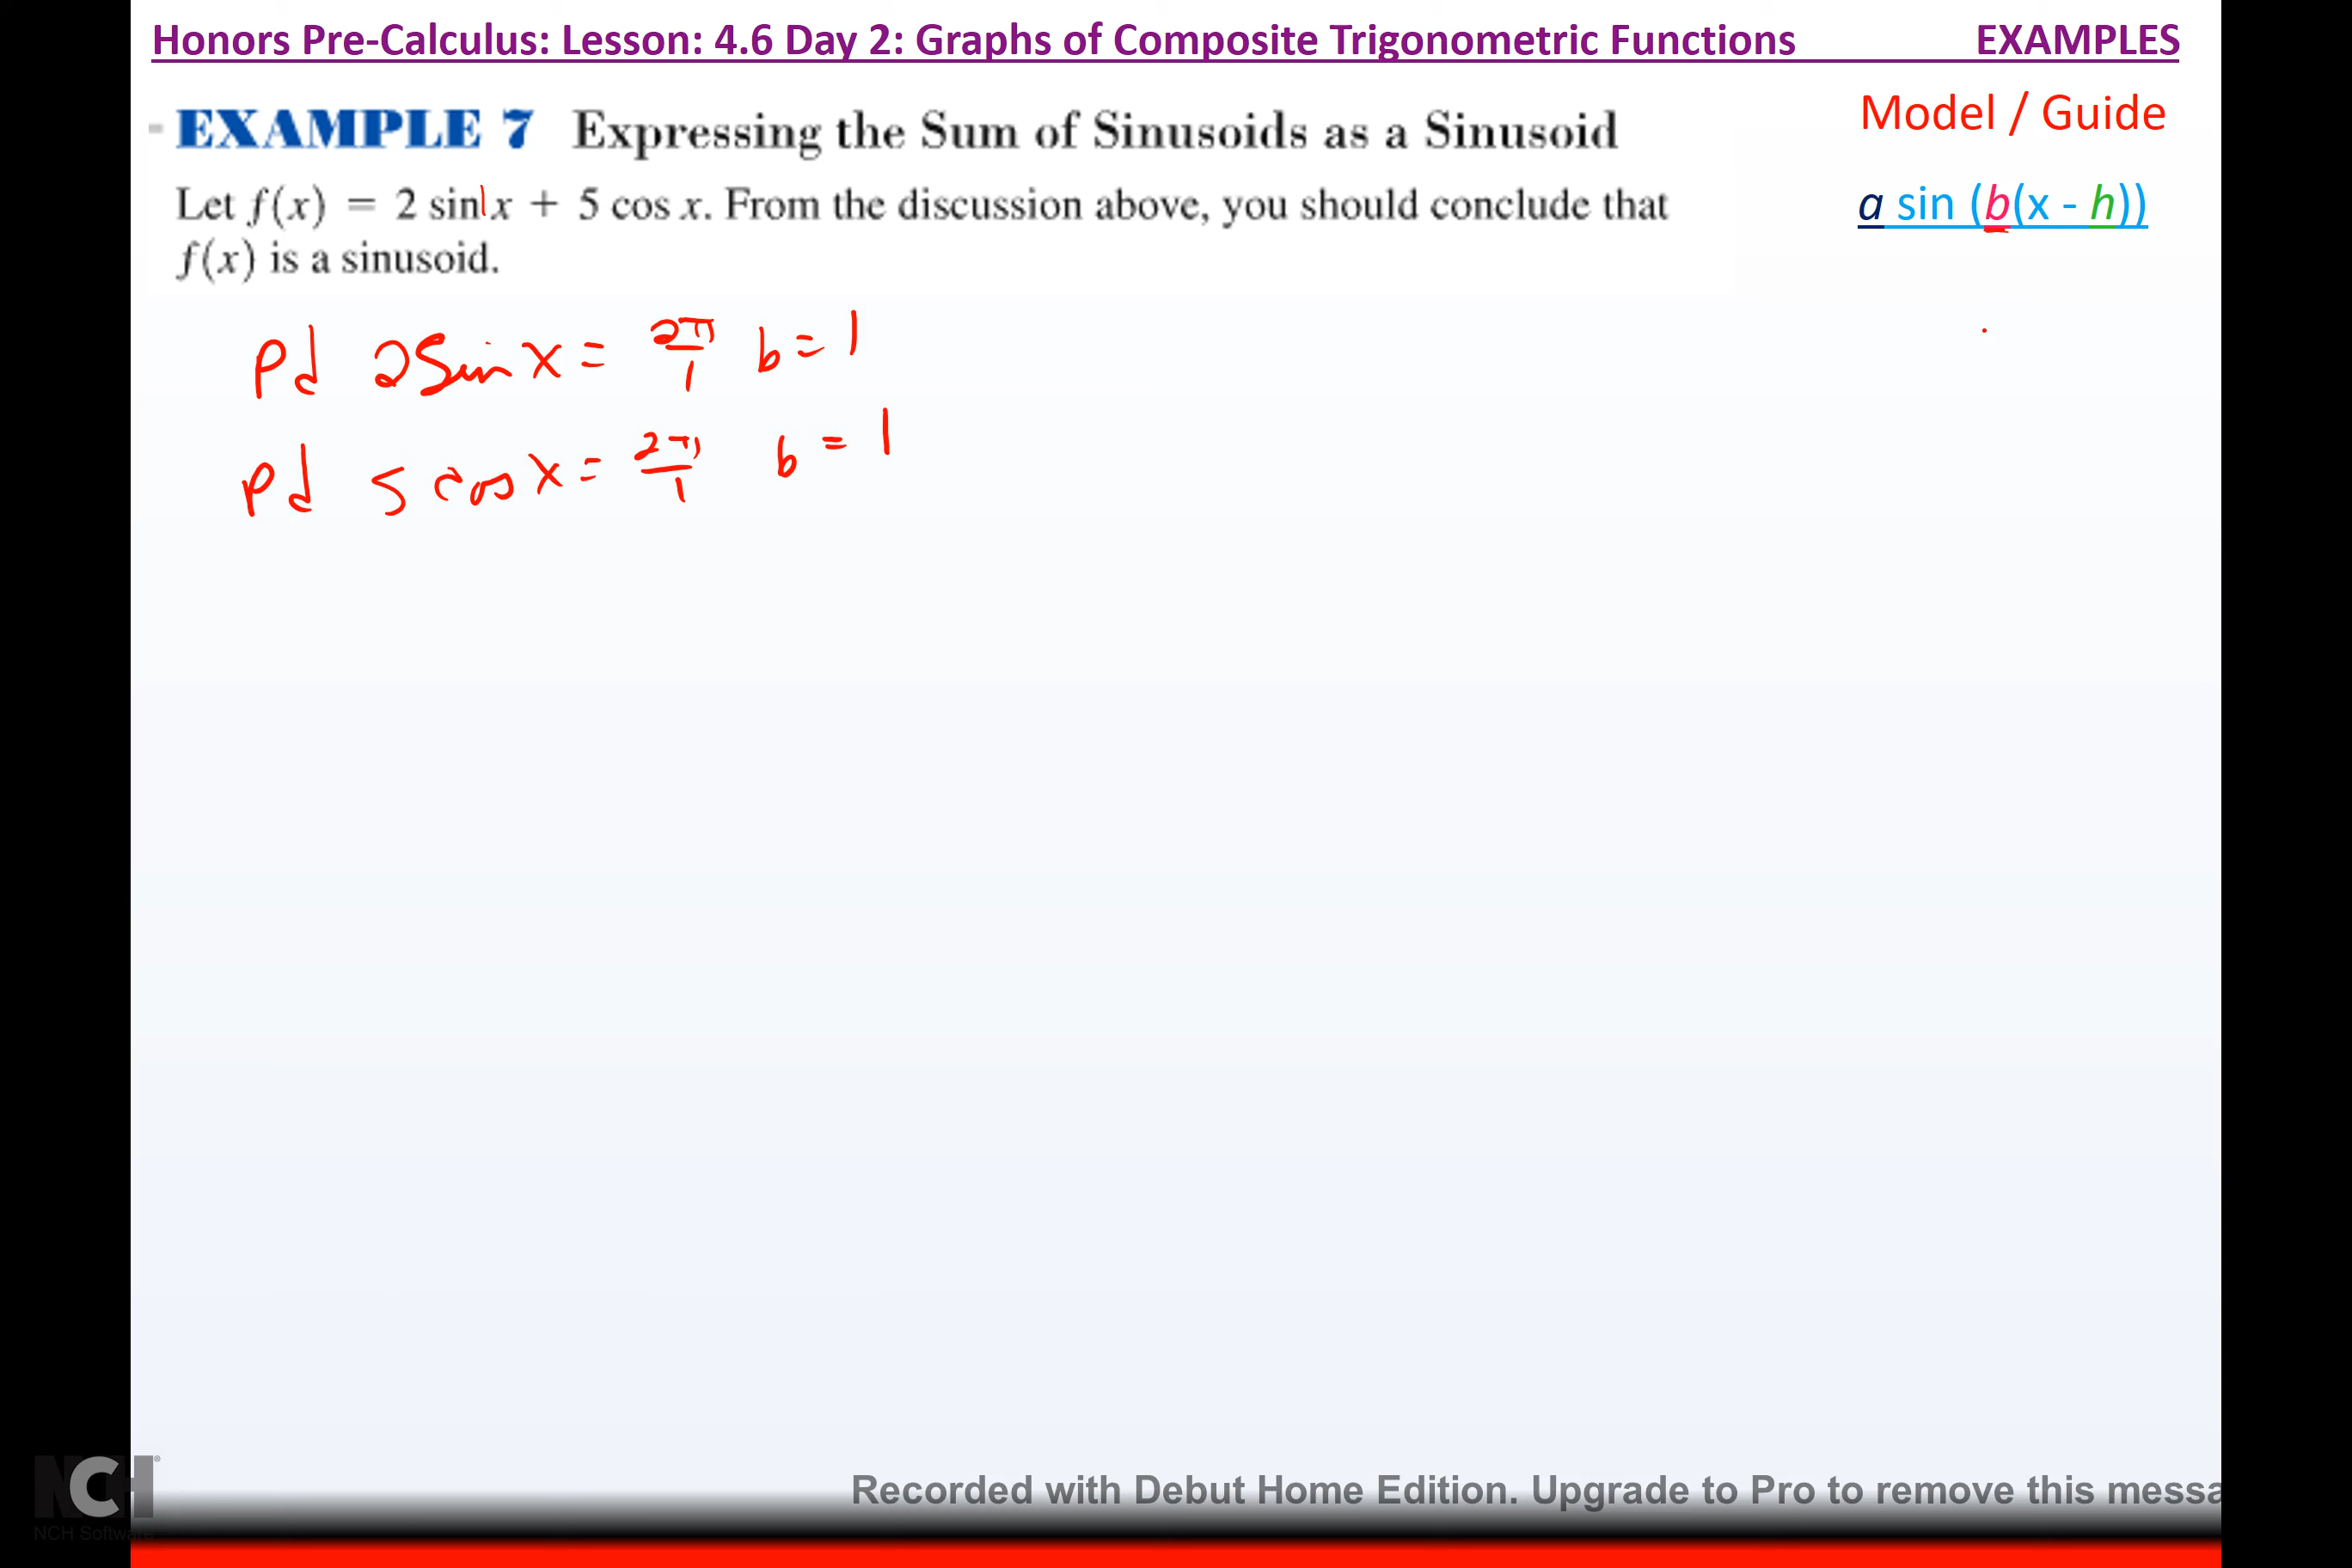 Honors Pre-Calculus: Lesson: 4.6 Day 2: Graphs of Composite Trigonometric Functions EXAMPLES
EXAMPLE 7 Expressing the Sum of Sinusoids as a Sinusoid
Model / Guide
Let f(x) = 2 sin1x + 5 cos x. From the discussion above, you should conclude that
f(x) is a sinusoid.
a sin (b(x - h))
Pd 2 Sin x = 2π/1 b = 1
Pd 5 cos x = 2π/1 b = 1
NCH®
NCH Software
Recorded with Debut Home Edition. Upgrade to Pro to remove this messa